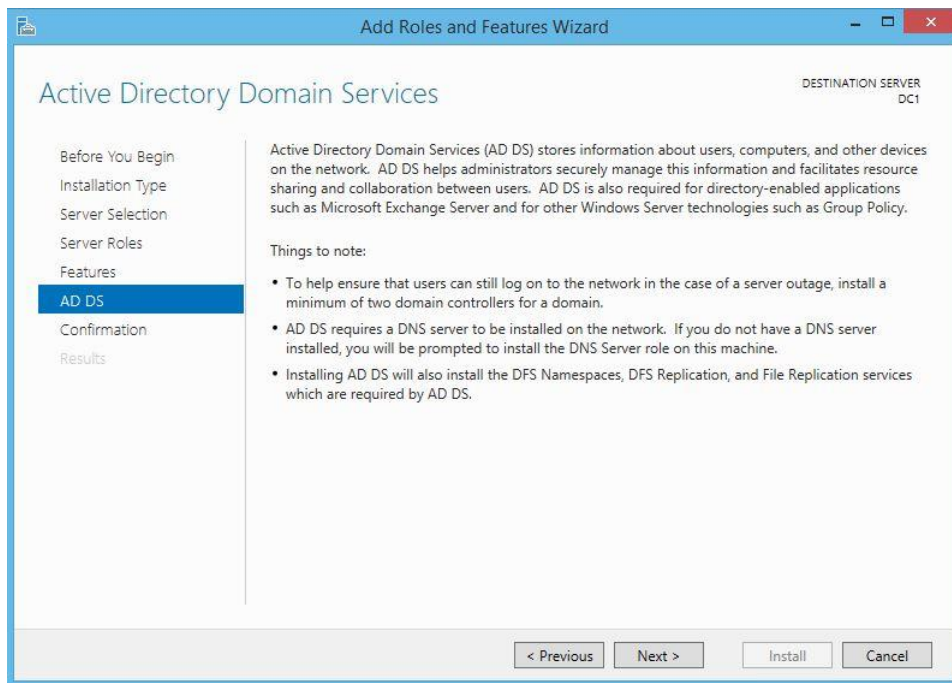 Add Roles and Features Wizard
Active Directory Domain Services
DESTINATION SERVER
DC1
Before You Begin
Installation Type
Server Selection
Server Roles
Features
AD DS
Confirmation
Results
Active Directory Domain Services (AD DS) stores information about users, computers, and other devices
on the network. AD DS helps administrators securely manage this information and facilitates resource
sharing and collaboration between users. AD DS is also required for directory-enabled applications
such as Microsoft Exchange Server and for other Windows Server technologies such as Group Policy.
Things to note:
• To help ensure that users can still log on to the network in the case of a server outage, install a
minimum of two domain controllers for a domain.
• AD DS requires a DNS server to be installed on the network. If you do not have a DNS server
installed, you will be prompted to install the DNS Server role on this machine.
• Installing AD DS will also install the DFS Namespaces, DFS Replication, and File Replication services
which are required by AD DS.
< Previous
Next >
Install
Cancel